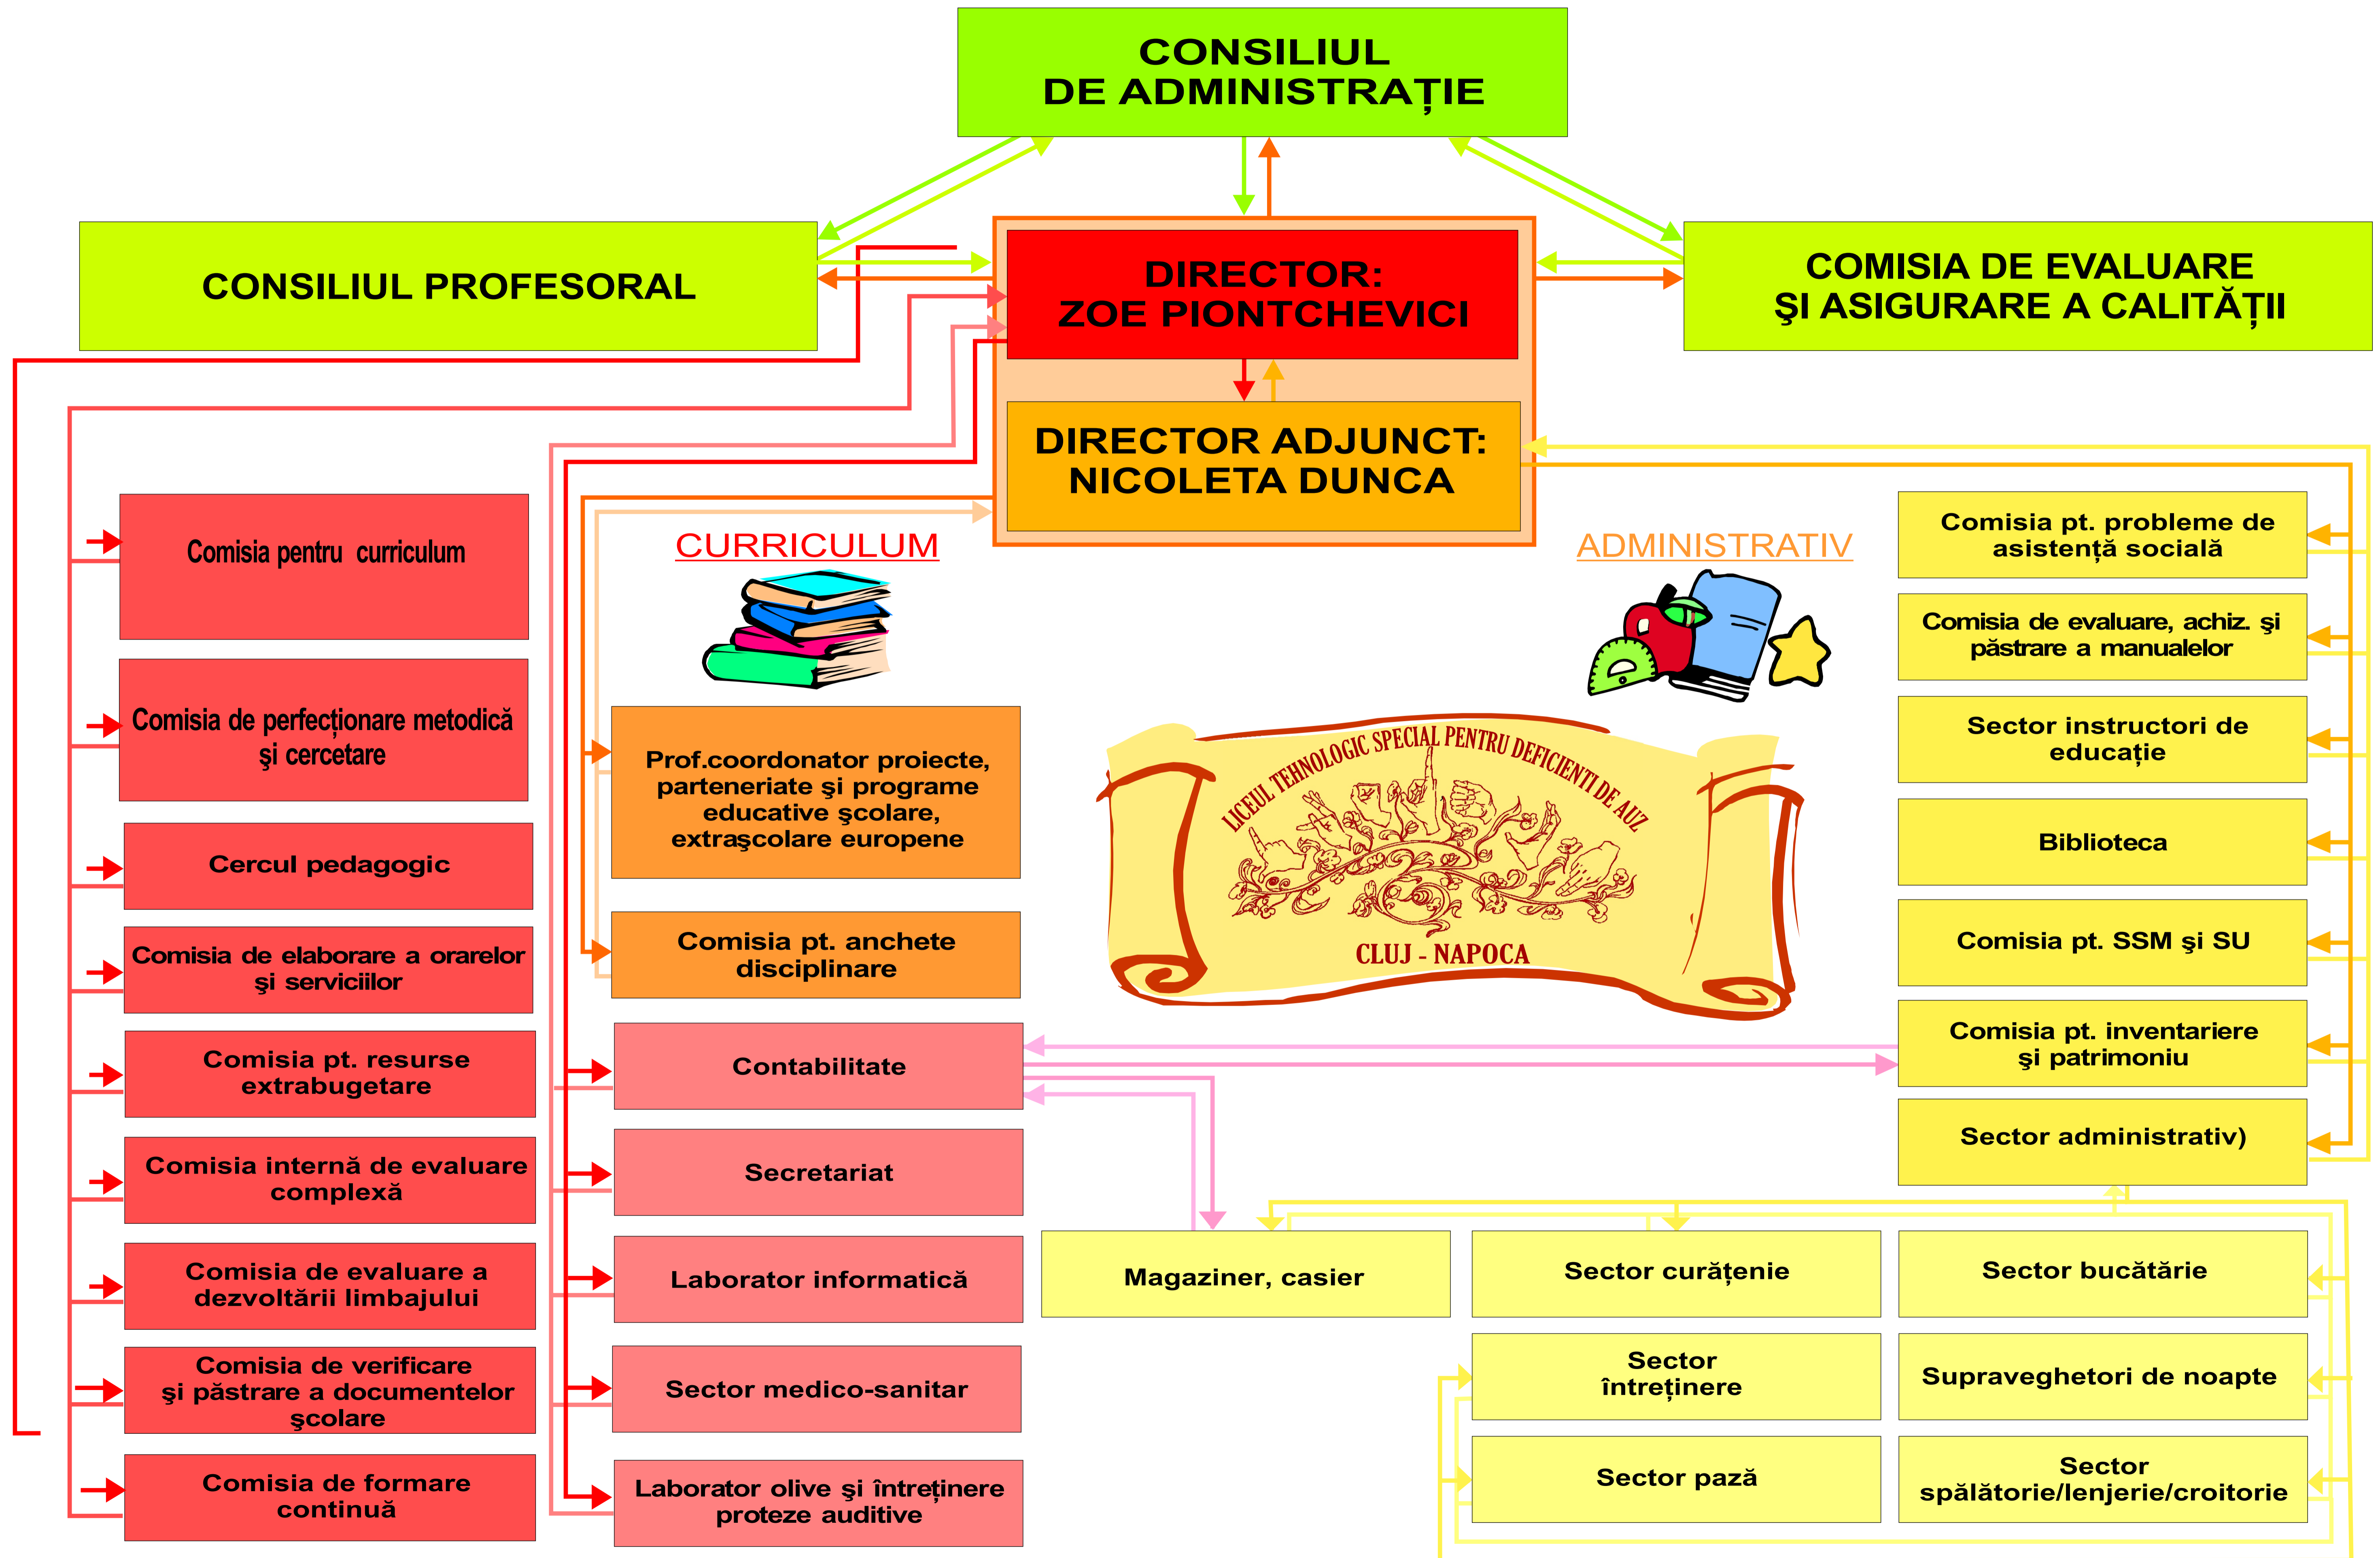 CONSILIUL
DE ADMINISTRAȚIE
CONSILIUL PROFESORAL
DIRECTOR:
ZOE PIONTCHEVICI
COMISIA DE EVALUARE
ŞI ASIGURARE A CALITĂȚII
DIRECTOR ADJUNCT:
NICOLETA DUNCA
CURRICULUM
ADMINISTRATIV
Comisia pentru  curriculum
Comisia de perfecționare metodică
şi cercetare
Cercul pedagogic
Comisia de elaborare a orarelor
şi serviciilor
Comisia pt. resurse
extrabugetare
Comisia internă de evaluare
complexă
Comisia de evaluare a
dezvoltării limbajului
Comisia de verificare
şi păstrare a documentelor
şcolare
Comisia de formare
continuă
Prof.coordonator proiecte,
parteneriate şi programe
educative şcolare,
extraşcolare europene
Comisia pt. anchete
disciplinare
Contabilitate
Secretariat
Laborator informatică
Sector medico-sanitar
Laborator olive şi întreținere
proteze auditive
LICEUL TEHNOLOGIC SPECIAL PENTRU DEFICIENTI DE AUZ
CLUJ - NAPOCA
Comisia pt. probleme de
asistență socială
Comisia de evaluare, achiz. şi
păstrare a manualelor
Sector instructori de
educație
Biblioteca
Comisia pt. SSM şi SU
Comisia pt. inventariere
şi patrimoniu
Sector administrativ)
Magaziner, casier
Sector curățenie
Sector bucătărie
Sector
întreținere
Supraveghetori de noapte
Sector pază
Sector
spălătorie/lenjerie/croitorie